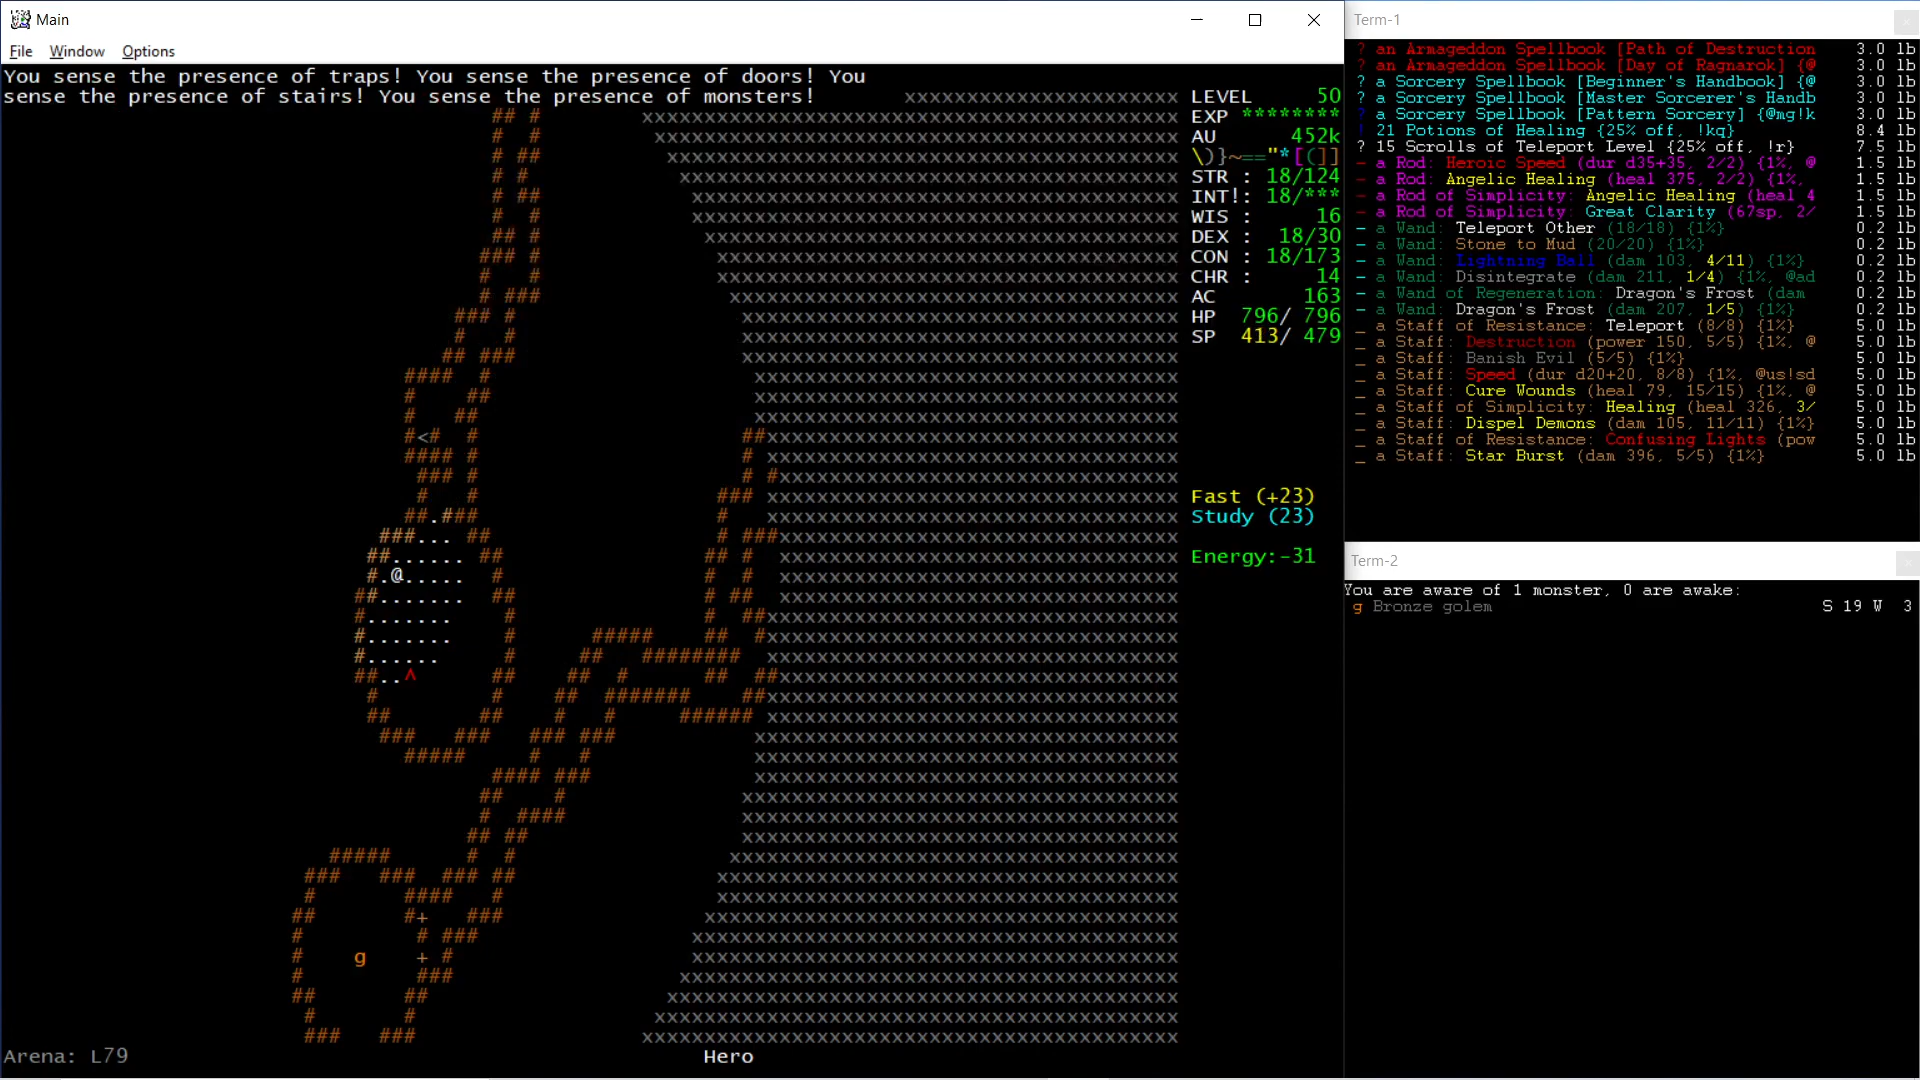 Main
File Window Options
You sense the presence of traps! You sense the presence of doors! You
sense the presence of stairs! You sense the presence of monsters!
LEVEL 50
EXP ********
AU 452k
\)}~=="*[(]]
STR : 18/124
INT!: 18/***
WIS : 16
DEX : 18/30
CON : 18/173
CHR : 14
AC 163
HP 796/ 796
SP 413/ 479
Fast (+23)
Study (23)
Energy:-31
Arena: L79
Hero
Term-1
? an Armageddon Spellbook [Path of Destruction 3.0 lb
? an Armageddon Spellbook [Day of Ragnarok] {@ 3.0 lb
? a Sorcery Spellbook [Beginner's Handbook] {@ 3.0 lb
? a Sorcery Spellbook [Master Sorcerer's Handb 3.0 lb
? a Sorcery Spellbook [Pattern Sorcery] {@mg!k 3.0 lb
! 21 Potions of Healing {25% off, !kq} 8.4 lb
? 15 Scrolls of Teleport Level {25% off, !r} 7.5 lb
- a Rod: Heroic Speed (dur d35+35, 2/2) {1%, @ 1.5 lb
- a Rod: Angelic Healing (heal 375, 2/2) {1%, 1.5 lb
- a Rod of Simplicity: Angelic Healing (heal 4 1.5 lb
- a Rod of Simplicity: Great Clarity (67sp, 2/ 1.5 lb
- a Wand: Teleport Other (18/18) {1%} 0.2 lb
- a Wand: Stone to Mud (20/20) {1%} 0.2 lb
- a Wand: Lightning Ball (dam 103, 4/11) {1%} 0.2 lb
- a Wand: Disintegrate (dam 211, 1/4) {1%, @ad 0.2 lb
- a Wand of Regeneration: Dragon's Frost (dam 0.2 lb
- a Wand: Dragon's Frost (dam 207, 1/5) {1%} 0.2 lb
_ a Staff of Resistance: Teleport (8/8) {1%} 5.0 lb
_ a Staff: Destruction (power 150, 5/5) {1%, @ 5.0 lb
_ a Staff: Banish Evil (5/5) {1%} 5.0 lb
_ a Staff: Speed (dur d20+20, 8/8) {1%, @us!sd 5.0 lb
_ a Staff: Cure Wounds (heal 79, 15/15) {1%, @ 5.0 lb
_ a Staff of Simplicity: Healing (heal 326, 3/ 5.0 lb
_ a Staff: Dispel Demons (dam 105, 11/11) {1%} 5.0 lb
_ a Staff of Resistance: Confusing Lights (pow 5.0 lb
_ a Staff: Star Burst (dam 396, 5/5) {1%} 5.0 lb
Term-2
You are aware of 1 monster, 0 are awake:
g Bronze golem S 19 W 3